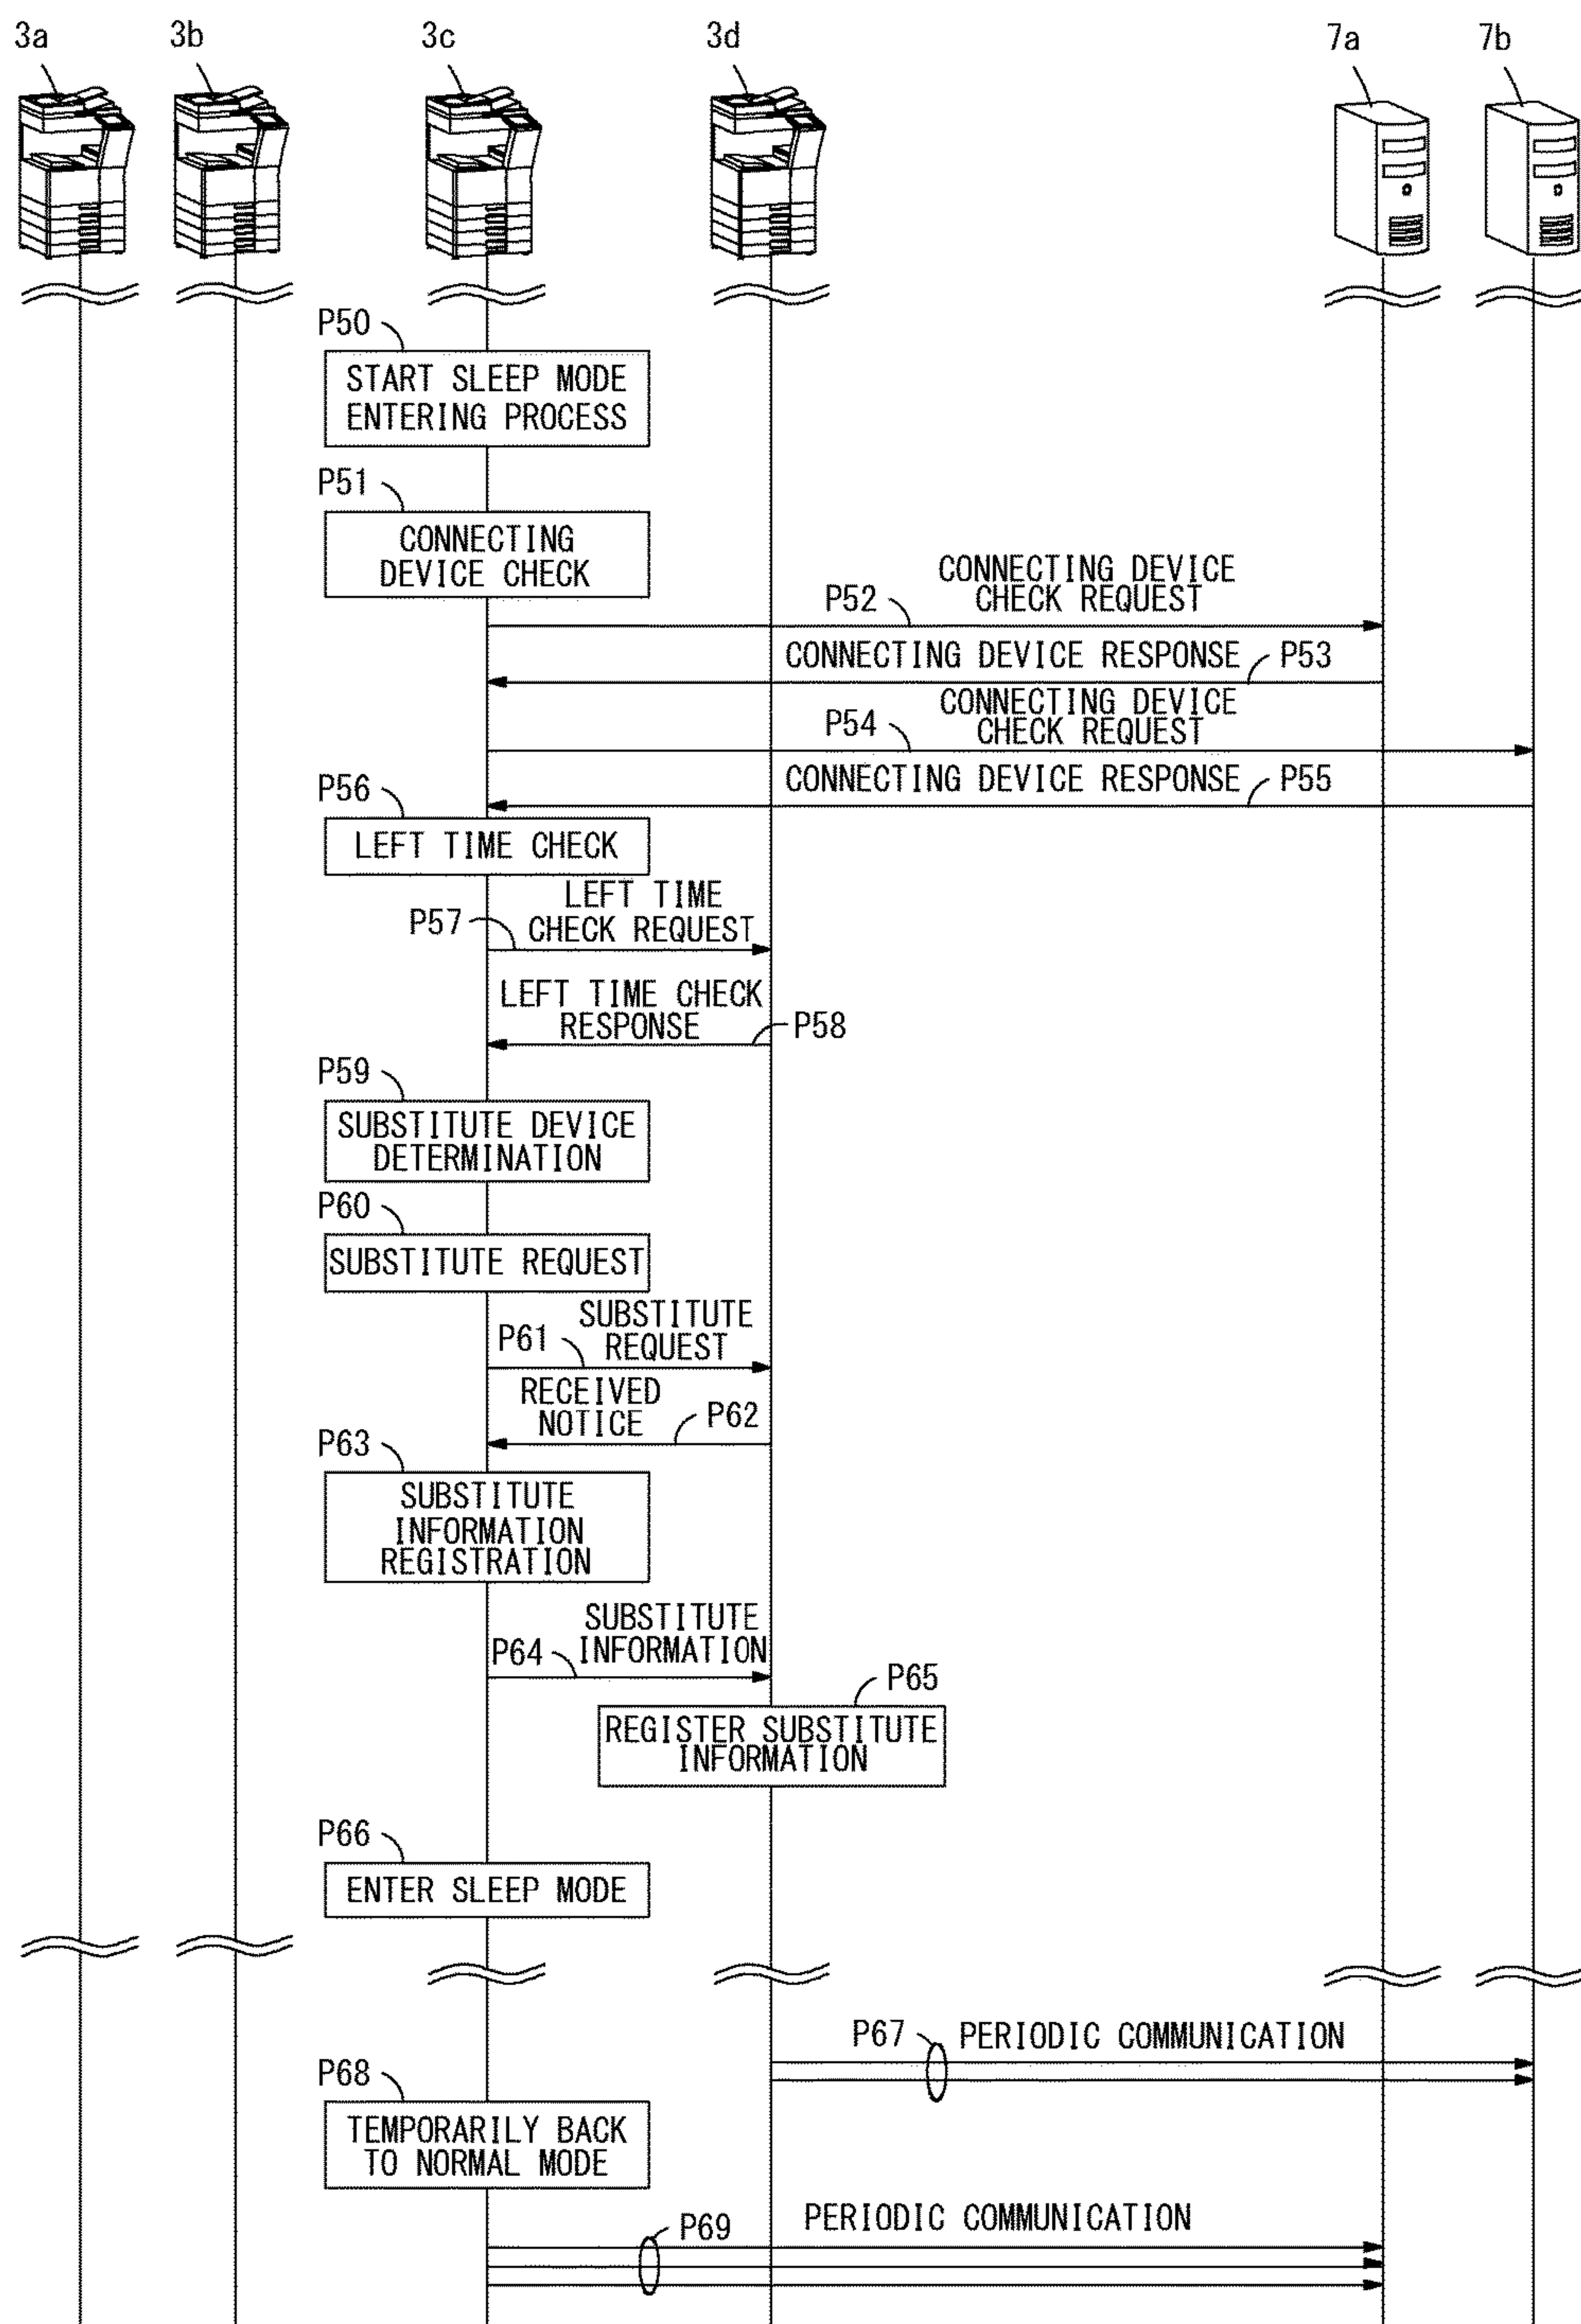 3a
3b
3c
3d
7a
7b
P50
START SLEEP MODE
ENTERING PROCESS
P51
CONNECTING
DEVICE CHECK
CONNECTING DEVICE
CHECK REQUEST
P52
CONNECTING DEVICE RESPONSE
P53
CONNECTING DEVICE
CHECK REQUEST
P54
CONNECTING DEVICE RESPONSE
P55
P56
LEFT TIME CHECK
LEFT TIME
CHECK REQUEST
P57
LEFT TIME CHECK
RESPONSE
P58
P59
SUBSTITUTE DEVICE
DETERMINATION
P60
SUBSTITUTE REQUEST
SUBSTITUTE
REQUEST
P61
RECEIVED
NOTICE
P62
P63
SUBSTITUTE
INFORMATION
REGISTRATION
SUBSTITUTE
INFORMATION
P64
P65
REGISTER SUBSTITUTE
INFORMATION
P66
ENTER SLEEP MODE
P67
PERIODIC COMMUNICATION
P68
TEMPORARILY BACK
TO NORMAL MODE
P69
PERIODIC COMMUNICATION